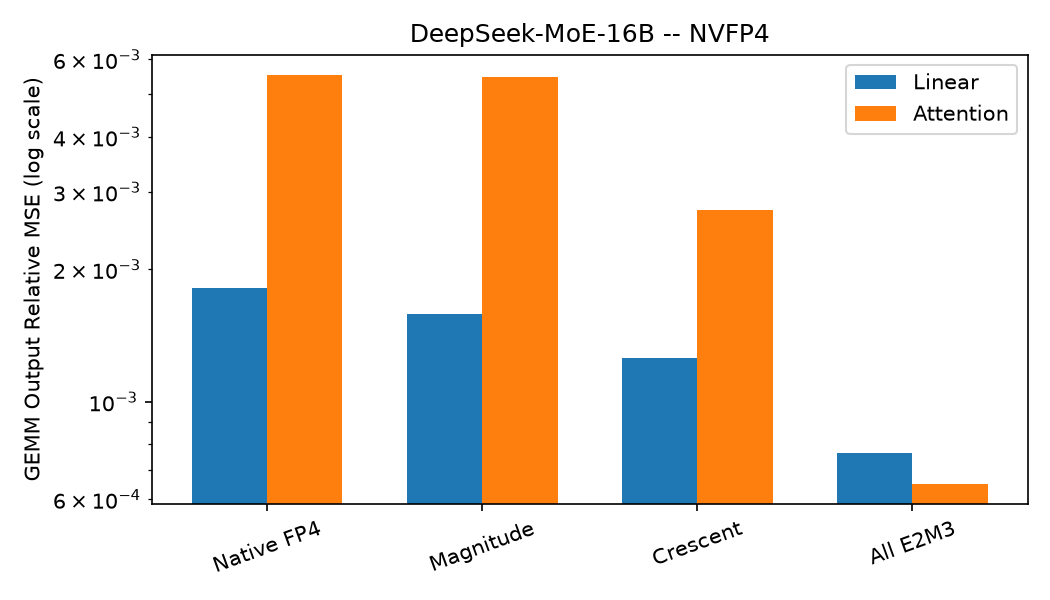 DeepSeek-MoE-16B -- NVFP4
GEMM Output Relative MSE (log scale)
6 × 10⁻³
4 × 10⁻³
3 × 10⁻³
2 × 10⁻³
10⁻³
6 × 10⁻⁴
Linear
Attention
Native FP4
Magnitude
Crescent
All E2M3